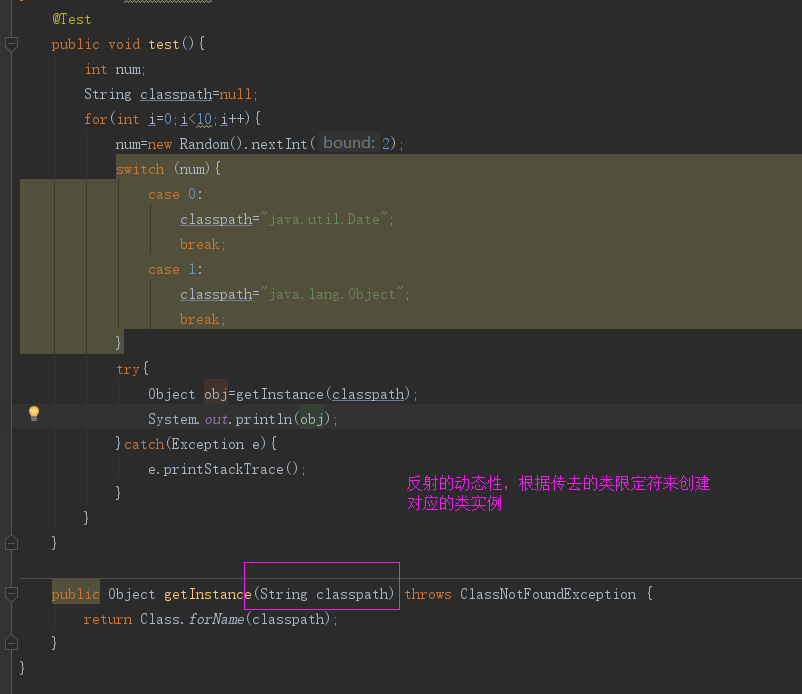 @Test
public void test(){
int num;
String classpath=null;
for(int i=0;i<10;i++){
num=new Random().nextInt( bound: 2);
switch (num){
case 0:
classpath="java.util.Date";
break;
case 1:
classpath="java.lang.Object";
break;
}
try{
Object obj=getInstance(classpath);
System.out.println(obj);
}catch(Exception e){
e.printStackTrace();
}
反射的动态性，根据传去的类限定符来创建
对应的类实例
}
}
public Object getInstance(String classpath) throws ClassNotFoundException {
return Class.forName(classpath);
}
}